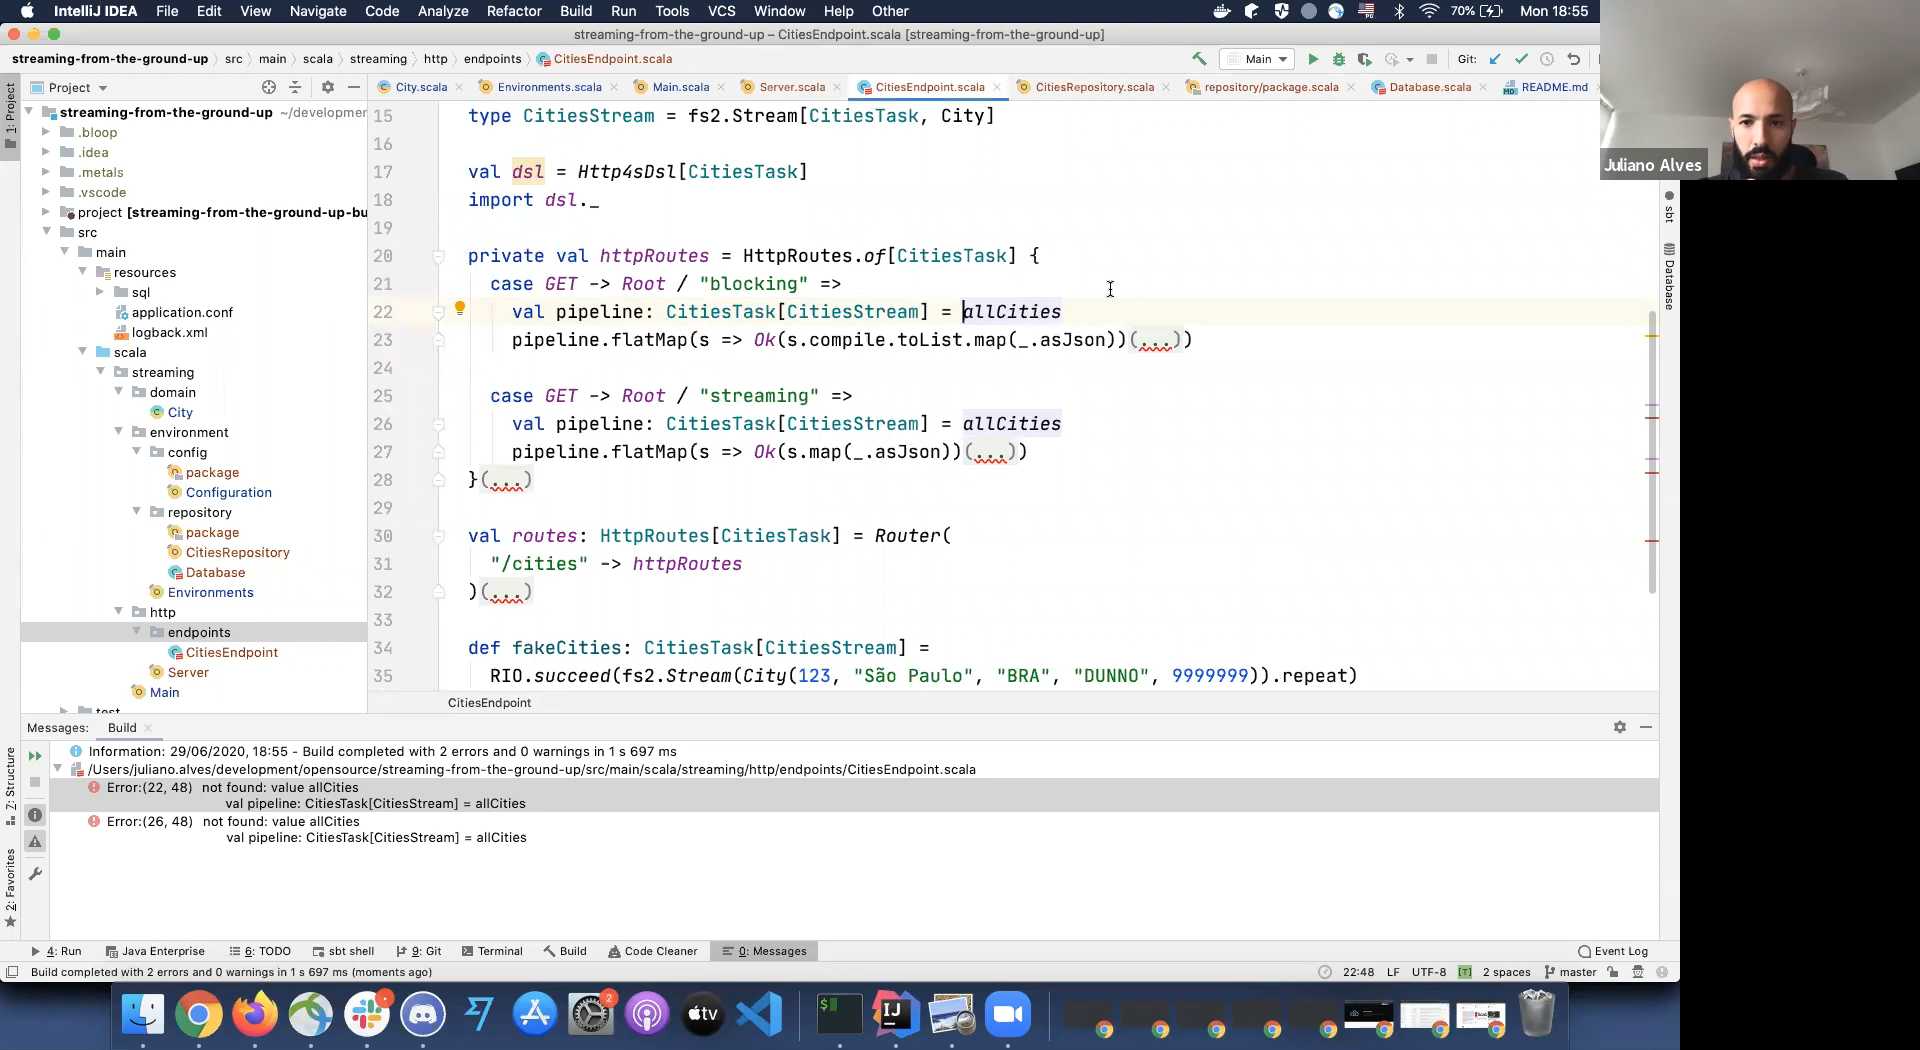 IntelliJ IDEA File Edit View Navigate Code Analyze Refactor Build Run Tools VCS Window Help Other 70% Mon 18:55
streaming-from-the-ground-up – CitiesEndpoint.scala [streaming-from-the-ground-up]
streaming-from-the-ground-up src main scala streaming http endpoints CitiesEndpoint.scala Main Git:
Project City.scala Environments.scala Main.scala Server.scala CitiesEndpoint.scala CitiesRepository.scala repository/package.scala Database.scala README.md
Juliano Alves
1: Project
streaming-from-the-ground-up ~/developmen
.bloop
.idea
.metals
.vscode
project [streaming-from-the-ground-up-bu
src
main
resources
sql
application.conf
logback.xml
scala
streaming
domain
City
environment
config
package
Configuration
repository
package
CitiesRepository
Database
Environments
http
endpoints
CitiesEndpoint
Server
Main
test
15 type CitiesStream = fs2.Stream[CitiesTask, City]
16
17 val dsl = Http4sDsl[CitiesTask]
18 import dsl._
19
20 private val httpRoutes = HttpRoutes.of[CitiesTask] {
21 case GET -> Root / "blocking" =>
22 val pipeline: CitiesTask[CitiesStream] = allCities
23 pipeline.flatMap(s => Ok(s.compile.toList.map(_.asJson))(...))
24
25 case GET -> Root / "streaming" =>
26 val pipeline: CitiesTask[CitiesStream] = allCities
27 pipeline.flatMap(s => Ok(s.map(_.asJson))(...))
28 }(...)
29
30 val routes: HttpRoutes[CitiesTask] = Router(
31 "/cities" -> httpRoutes
32 )(...)
33
34 def fakeCities: CitiesTask[CitiesStream] =
35 RIO.succeed(fs2.Stream(City(123, "São Paulo", "BRA", "DUNNO", 9999999)).repeat)
CitiesEndpoint
sbt
Database
Messages: Build
Information: 29/06/2020, 18:55 - Build completed with 2 errors and 0 warnings in 1 s 697 ms
/Users/juliano.alves/development/opensource/streaming-from-the-ground-up/src/main/scala/streaming/http/endpoints/CitiesEndpoint.scala
Error:(22, 48) not found: value allCities
val pipeline: CitiesTask[CitiesStream] = allCities
Error:(26, 48) not found: value allCities
val pipeline: CitiesTask[CitiesStream] = allCities
7: Structure
2: Favorites
4: Run Java Enterprise 6: TODO sbt shell 9: Git Terminal Build Code Cleaner 0: Messages Event Log
Build completed with 2 errors and 0 warnings in 1 s 697 ms (moments ago) 22:48 LF UTF-8 [T] 2 spaces master
2
tv
$
IJ